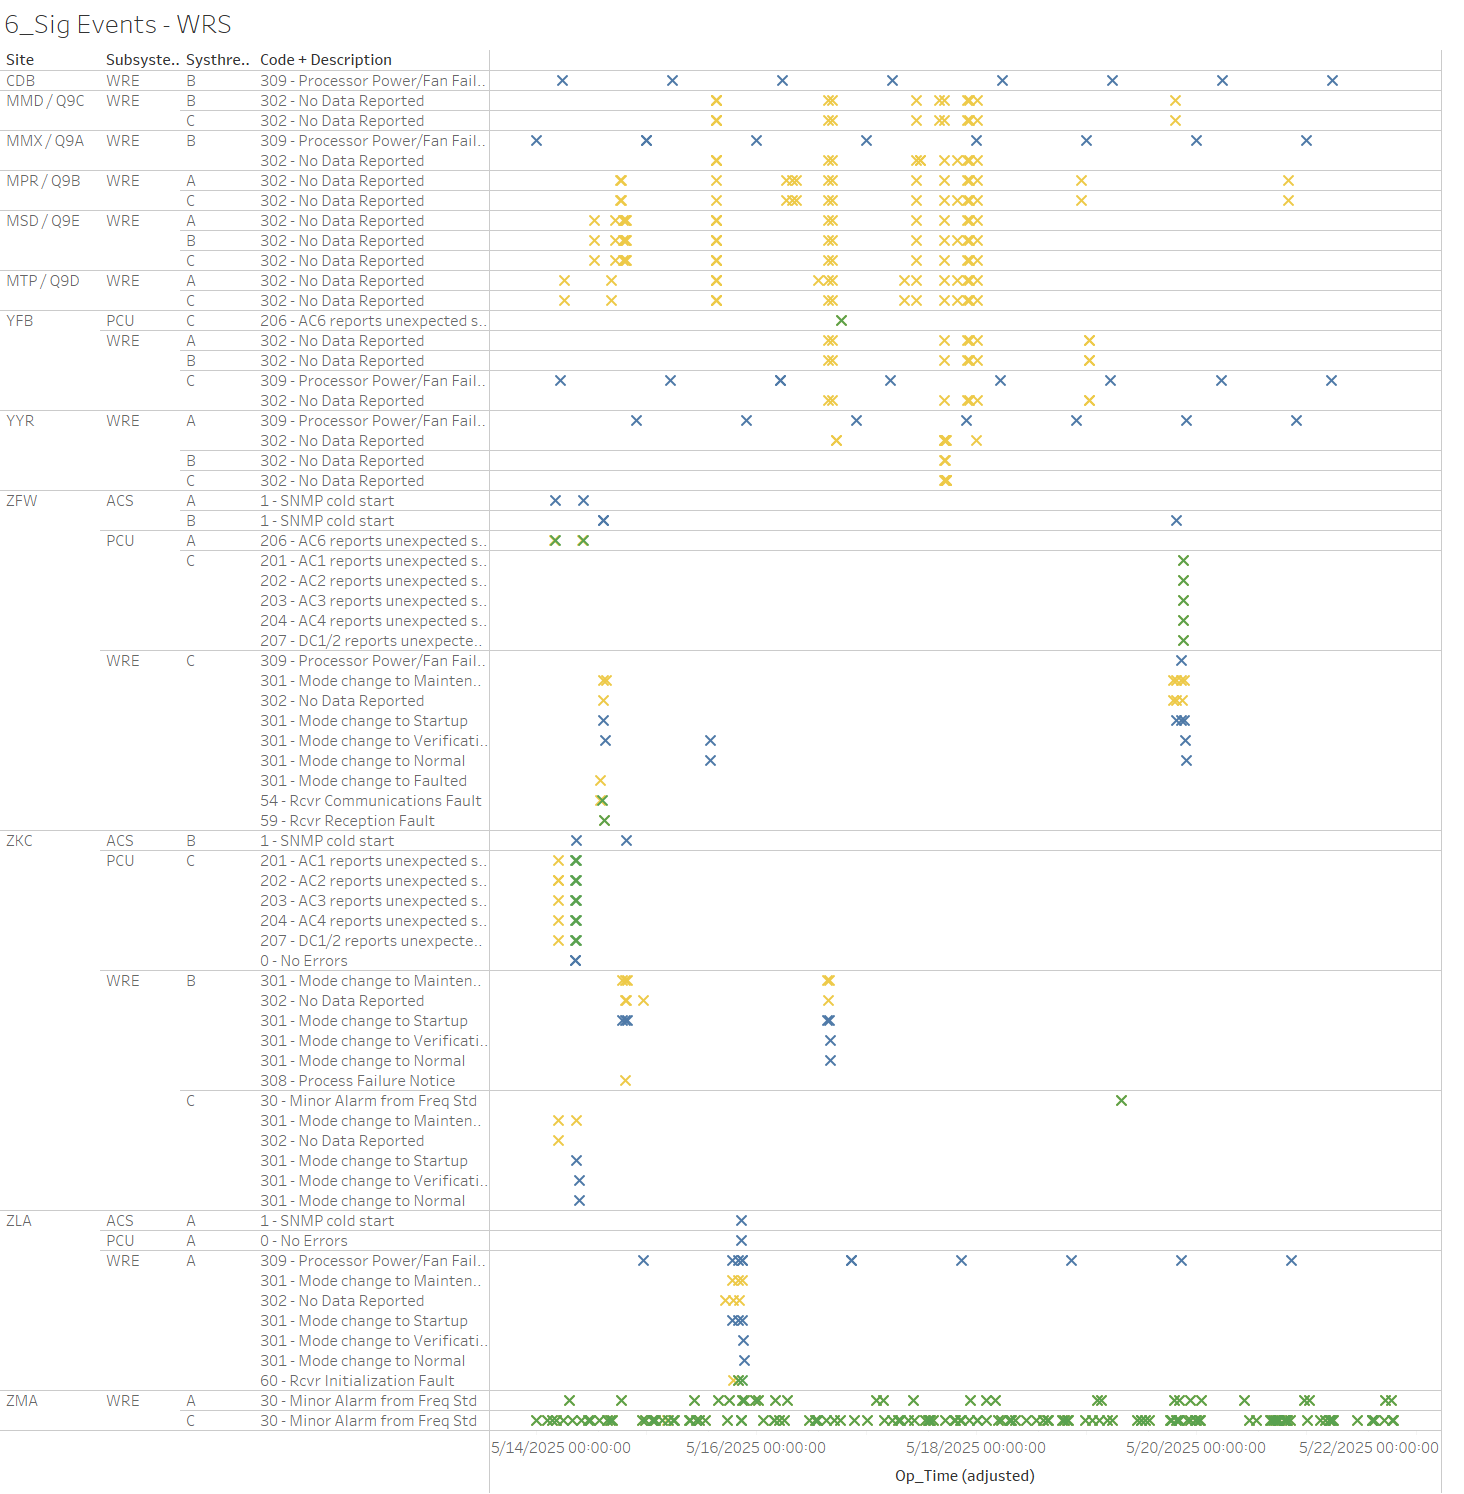 6_Sig Events - WRS
Site Subsyste.. Systhre.. Code + Description
CDB WRE B 309 - Processor Power/Fan Fail..
MMD / Q9C WRE B 302 - No Data Reported
C 302 - No Data Reported
MMX / Q9A WRE B 309 - Processor Power/Fan Fail..
302 - No Data Reported
MPR / Q9B WRE A 302 - No Data Reported
C 302 - No Data Reported
MSD / Q9E WRE A 302 - No Data Reported
B 302 - No Data Reported
C 302 - No Data Reported
MTP / Q9D WRE A 302 - No Data Reported
C 302 - No Data Reported
YFB PCU C 206 - AC6 reports unexpected s..
WRE A 302 - No Data Reported
B 302 - No Data Reported
C 309 - Processor Power/Fan Fail..
302 - No Data Reported
YYR WRE A 309 - Processor Power/Fan Fail..
302 - No Data Reported
B 302 - No Data Reported
C 302 - No Data Reported
ZFW ACS A 1 - SNMP cold start
B 1 - SNMP cold start
PCU A 206 - AC6 reports unexpected s..
C 201 - AC1 reports unexpected s..
202 - AC2 reports unexpected s..
203 - AC3 reports unexpected s..
204 - AC4 reports unexpected s..
207 - DC1/2 reports unexpecte..
WRE C 309 - Processor Power/Fan Fail..
301 - Mode change to Mainten..
302 - No Data Reported
301 - Mode change to Startup
301 - Mode change to Verificati..
301 - Mode change to Normal
301 - Mode change to Faulted
54 - Rcvr Communications Fault
59 - Rcvr Reception Fault
ZKC ACS B 1 - SNMP cold start
PCU C 201 - AC1 reports unexpected s..
202 - AC2 reports unexpected s..
203 - AC3 reports unexpected s..
204 - AC4 reports unexpected s..
207 - DC1/2 reports unexpecte..
0 - No Errors
WRE B 301 - Mode change to Mainten..
302 - No Data Reported
301 - Mode change to Startup
301 - Mode change to Verificati..
301 - Mode change to Normal
308 - Process Failure Notice
C 30 - Minor Alarm from Freq Std
301 - Mode change to Mainten..
302 - No Data Reported
301 - Mode change to Startup
301 - Mode change to Verificati..
301 - Mode change to Normal
ZLA ACS A 1 - SNMP cold start
PCU A 0 - No Errors
WRE A 309 - Processor Power/Fan Fail..
301 - Mode change to Mainten..
302 - No Data Reported
301 - Mode change to Startup
301 - Mode change to Verificati..
301 - Mode change to Normal
60 - Rcvr Initialization Fault
ZMA WRE A 30 - Minor Alarm from Freq Std
C 30 - Minor Alarm from Freq Std
5/14/2025 00:00:00 5/16/2025 00:00:00 5/18/2025 00:00:00 5/20/2025 00:00:00 5/22/2025 00:00:00
Op_Time (adjusted)